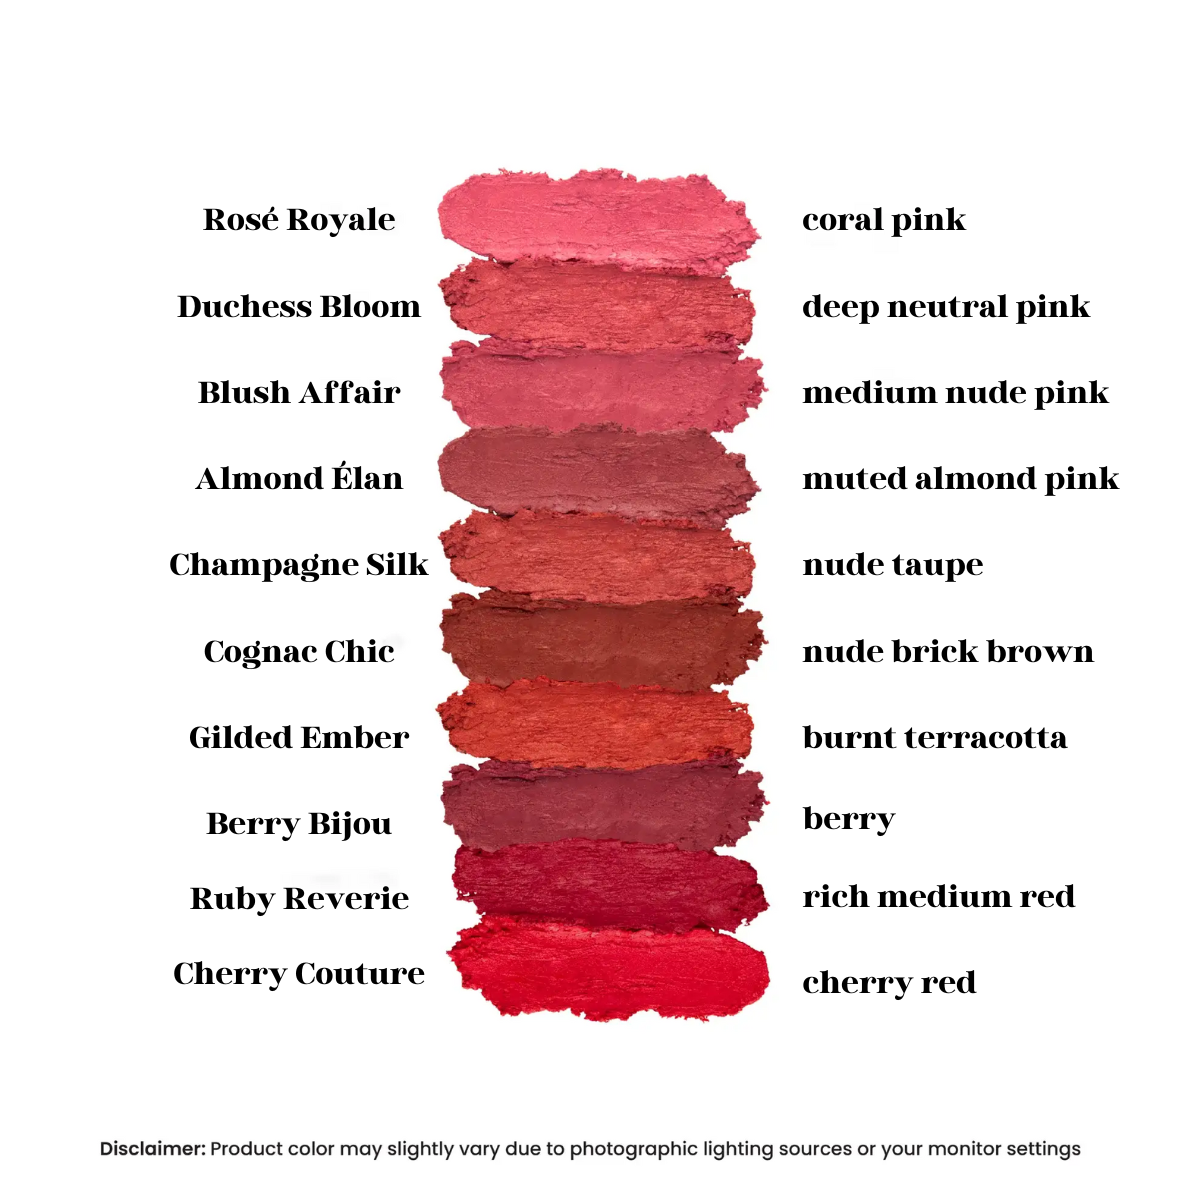 Rosé Royale
coral pink
Duchess Bloom
deep neutral pink
Blush Affair
medium nude pink
Almond Élan
muted almond pink
Champagne Silk
nude taupe
Cognac Chic
nude brick brown
Gilded Ember
burnt terracotta
Berry Bijou
berry
Ruby Reverie
rich medium red
Cherry Couture
cherry red
Disclaimer: Product color may slightly vary due to photographic lighting sources or your monitor settings